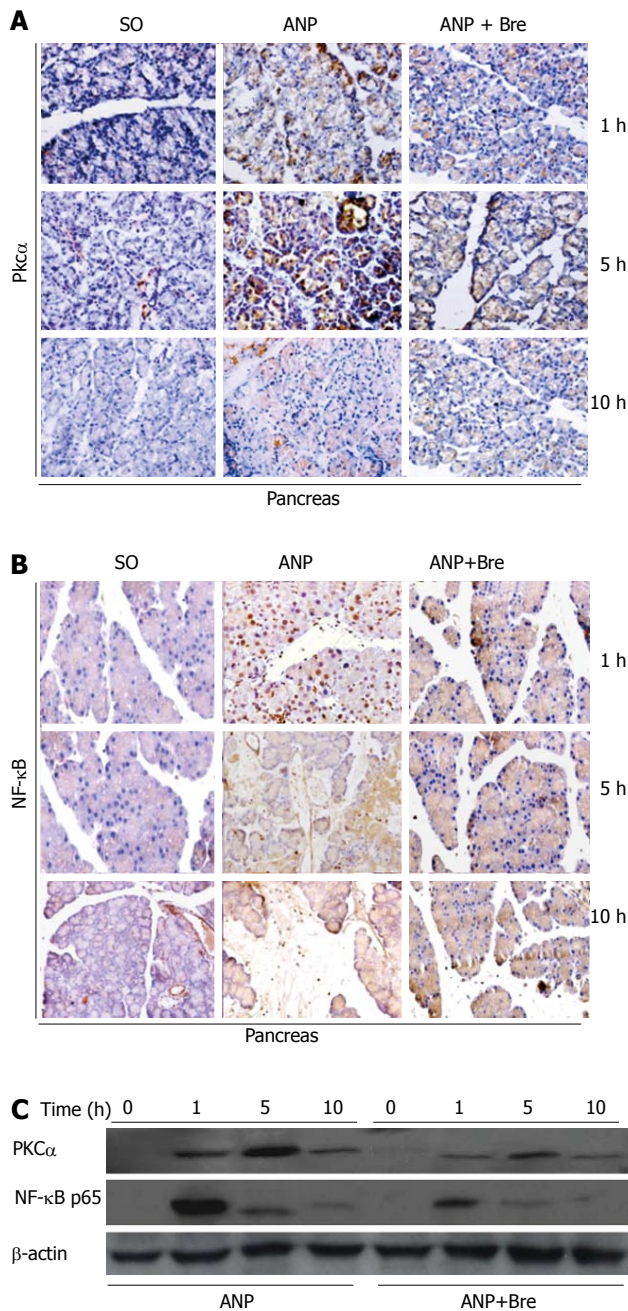 A
SO ANP ANP + Bre
Pkcα
1 h
5 h
10 h
Pancreas
B
SO ANP ANP+Bre
NF-κB
1 h
5 h
10 h
Pancreas
C Time (h) 0 1 5 10 0 1 5 10
PKCα
NF-κB p65
β-actin
ANP ANP+Bre